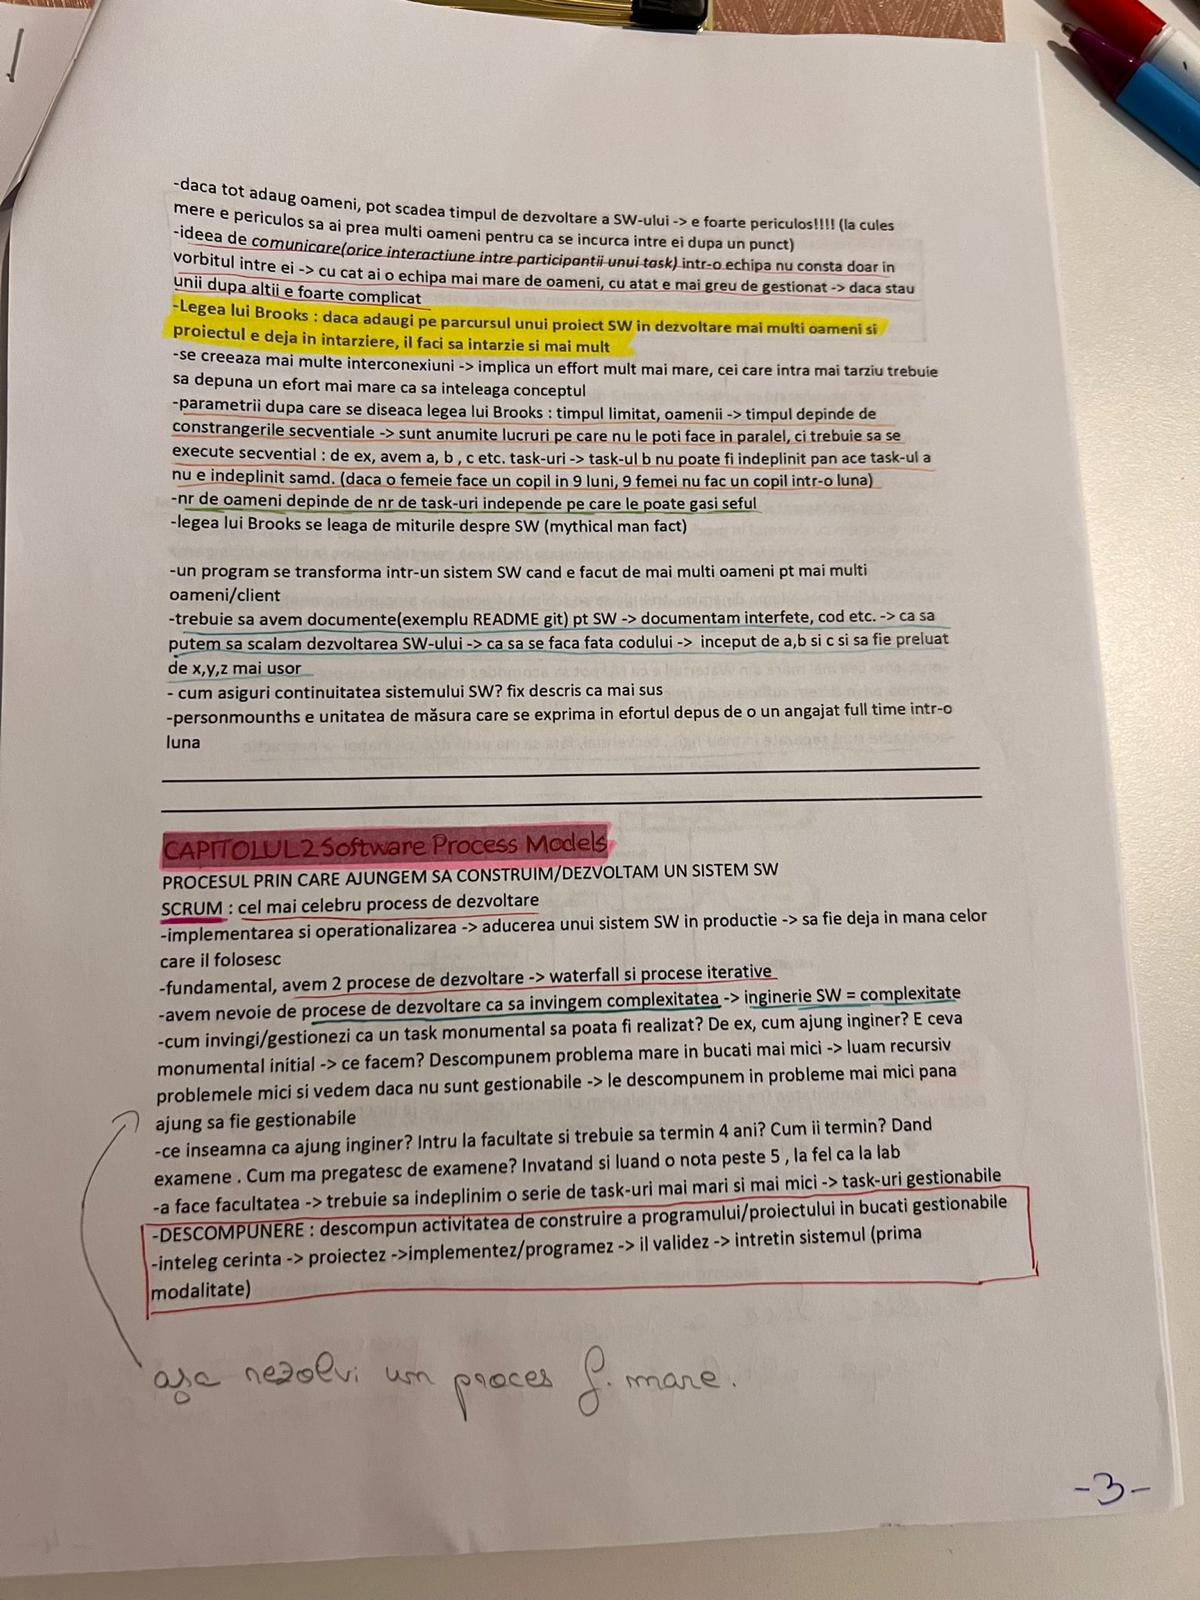 -daca tot adaug oameni, pot scadea timpul de dezvoltare a SW-ului -> e foarte periculos!!!! (la cules
mere e periculos sa ai prea multi oameni pentru ca se incurca intre ei dupa un punct)
-ideea de comunicare(orice interactiune intre participantii unui task) intr-o echipa nu consta doar in
vorbitul intre ei -> cu cat ai o echipa mai mare de oameni, cu atat e mai greu de gestionat -> daca stau
unii dupa altii e foarte complicat
-Legea lui Brooks : daca adaugi pe parcursul unui proiect SW in dezvoltare mai multi oameni si
proiectul e deja in intarziere, il faci sa intarzie si mai mult
-se creeaza mai multe interconexiuni -> implica un effort mult mai mare, cei care intra mai tarziu trebuie
sa depuna un efort mai mare ca sa inteleaga conceptul
-parametrii dupa care se diseaca legea lui Brooks : timpul limitat, oamenii -> timpul depinde de
constrangerile secventiale -> sunt anumite lucruri pe care nu le poti face in paralel, ci trebuie sa se
execute secvential : de ex, avem a, b , c etc. task-uri -> task-ul b nu poate fi indeplinit pan ace task-ul a
nu e indeplinit samd. (daca o femeie face un copil in 9 luni, 9 femei nu fac un copil intr-o luna)
-nr de oameni depinde de nr de task-uri independe pe care le poate gasi seful
-legea lui Brooks se leaga de miturile despre SW (mythical man fact)
-un program se transforma intr-un sistem SW cand e facut de mai multi oameni pt mai multi
oameni/client
-trebuie sa avem documente(exemplu README git) pt SW -> documentam interfete, cod etc. -> ca sa
putem sa scalam dezvoltarea SW-ului -> ca sa se faca fata codului -> inceput de a,b si c si sa fie preluat
de x,y,z mai usor
- cum asiguri continuitatea sistemului SW? fix descris ca mai sus
-personmounths e unitatea de măsura care se exprima in efortul depus de o un angajat full time intr-o
luna
CAPITOLUL 2 Software Process Models
PROCESUL PRIN CARE AJUNGEM SA CONSTRUIM/DEZVOLTAM UN SISTEM SW
SCRUM : cel mai celebru process de dezvoltare
-implementarea si operationalizarea -> aducerea unui sistem SW in productie -> sa fie deja in mana celor
care il folosesc
-fundamental, avem 2 procese de dezvoltare -> waterfall si procese iterative
-avem nevoie de procese de dezvoltare ca sa invingem complexitatea -> inginerie SW = complexitate
-cum invingi/gestionezi ca un task monumental sa poata fi realizat? De ex, cum ajung inginer? E ceva
monumental initial -> ce facem? Descompunem problema mare in bucati mai mici -> luam recursiv
problemele mici si vedem daca nu sunt gestionabile -> le descompunem in probleme mai mici pana
ajung sa fie gestionabile
-ce inseamna ca ajung inginer? Intru la facultate si trebuie sa termin 4 ani? Cum ii termin? Dand
examene . Cum ma pregatesc de examene? Invatand si luand o nota peste 5 , la fel ca la lab
-a face facultatea -> trebuie sa indeplinim o serie de task-uri mai mari si mai mici -> task-uri gestionabile
-DESCOMPUNERE : descompun activitatea de construire a programului/proiectului in bucati gestionabile
-inteleg cerinta -> proiectez ->implementez/programez -> il validez -> intretin sistemul (prima
modalitate)
așa rezolvi un proces f. mare.
-3-